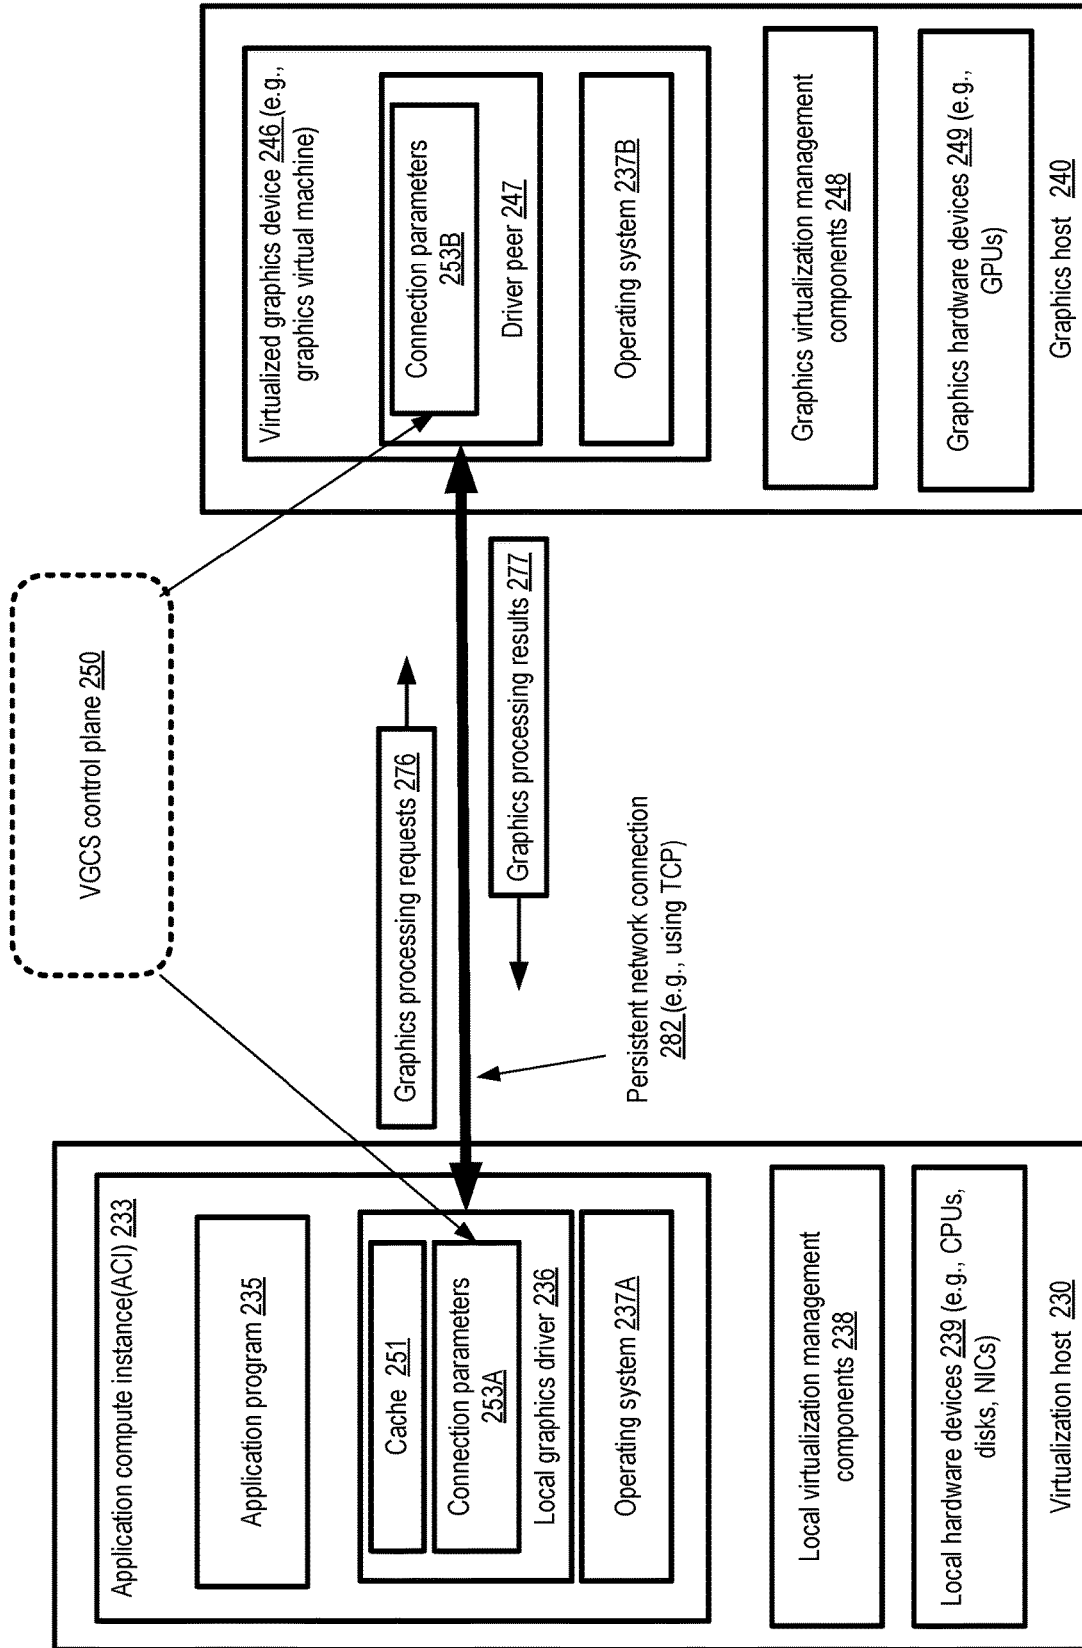 VGCS control plane 250
Application compute instance(ACI) 233
Application program 235
Cache 251
Connection parameters
253A
Local graphics driver 236
Operating system 237A
Local virtualization management
components 238
Local hardware devices 239 (e.g., CPUs,
disks, NICs)
Virtualization host 230
Graphics processing requests 276
Graphics processing results 277
Persistent network connection
282 (e.g., using TCP)
Virtualized graphics device 246 (e.g.,
graphics virtual machine)
Connection parameters
253B
Driver peer 247
Operating system 237B
Graphics virtualization management
components 248
Graphics hardware devices 249 (e.g.,
GPUs)
Graphics host 240